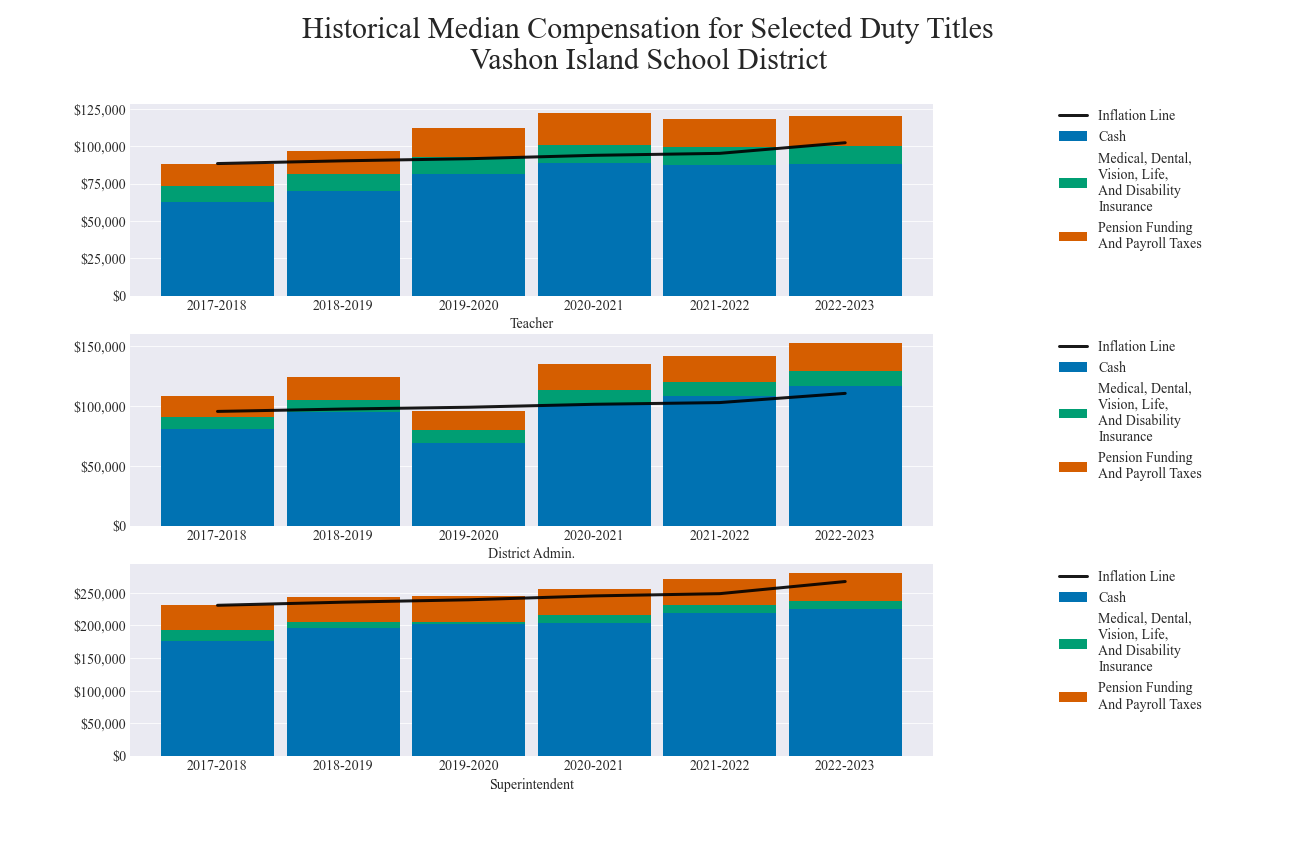 Historical Median Compensation for Selected Duty Titles
Vashon Island School District
$125,000
$100,000
$75,000
$50,000
$25,000
$0
2017-2018 2018-2019 2019-2020 2020-2021 2021-2022 2022-2023
Teacher
Inflation Line
Cash
Medical, Dental,
Vision, Life,
And Disability
Insurance
Pension Funding
And Payroll Taxes
$150,000
$100,000
$50,000
$0
2017-2018 2018-2019 2019-2020 2020-2021 2021-2022 2022-2023
District Admin.
Inflation Line
Cash
Medical, Dental,
Vision, Life,
And Disability
Insurance
Pension Funding
And Payroll Taxes
$250,000
$200,000
$150,000
$100,000
$50,000
$0
2017-2018 2018-2019 2019-2020 2020-2021 2021-2022 2022-2023
Superintendent
Inflation Line
Cash
Medical, Dental,
Vision, Life,
And Disability
Insurance
Pension Funding
And Payroll Taxes